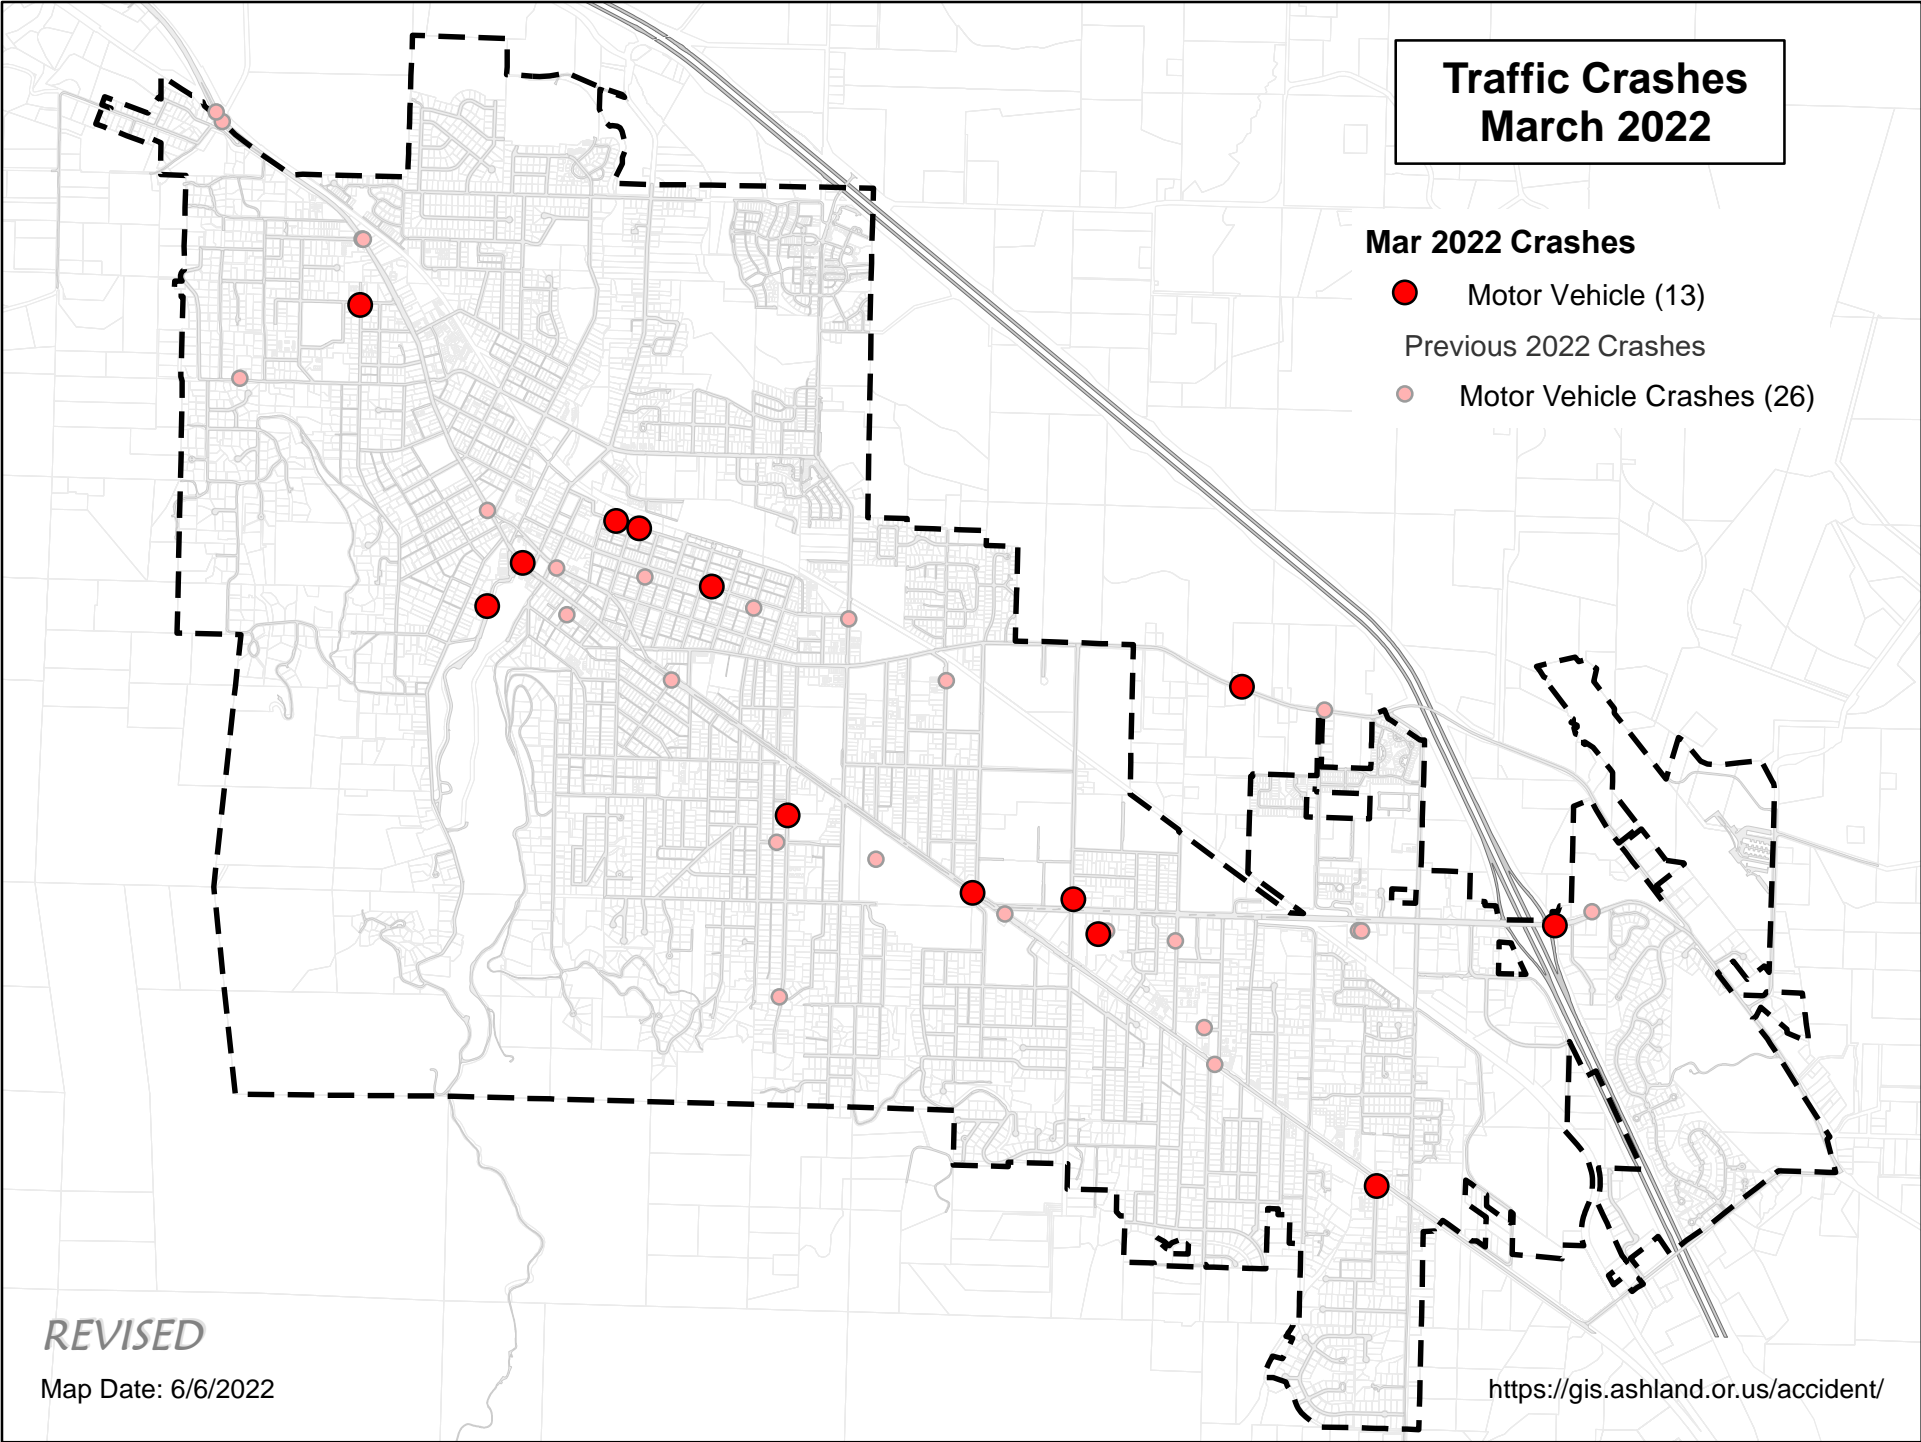 Traffic Crashes
March 2022
Mar 2022 Crashes
Motor Vehicle (13)
Previous 2022 Crashes
Motor Vehicle Crashes (26)
REVISED
Map Date: 6/6/2022
https://gis.ashland.or.us/accident/